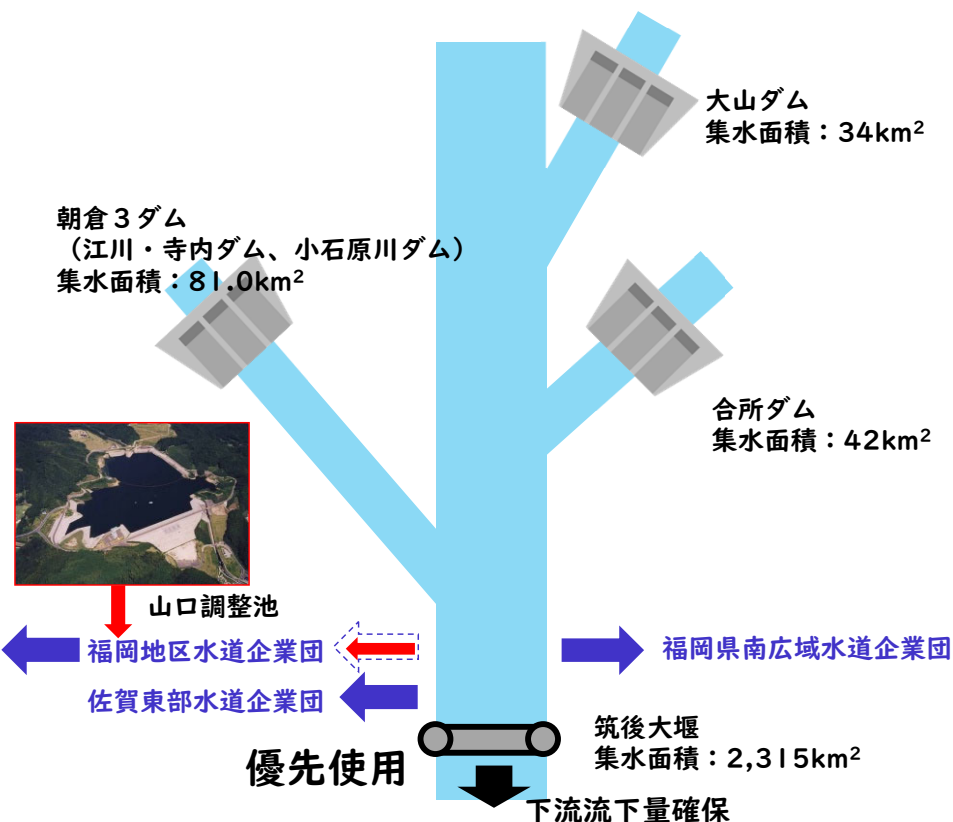 大山ダム
集水面積：34km²
朝倉３ダム
（江川・寺内ダム、小石原川ダム）
集水面積：81.0km²
合所ダム
集水面積：42km²
山口調整池
福岡地区水道企業団
福岡県南広域水道企業団
佐賀東部水道企業団
筑後大堰
集水面積：2,315km²
優先使用
下流流下量確保